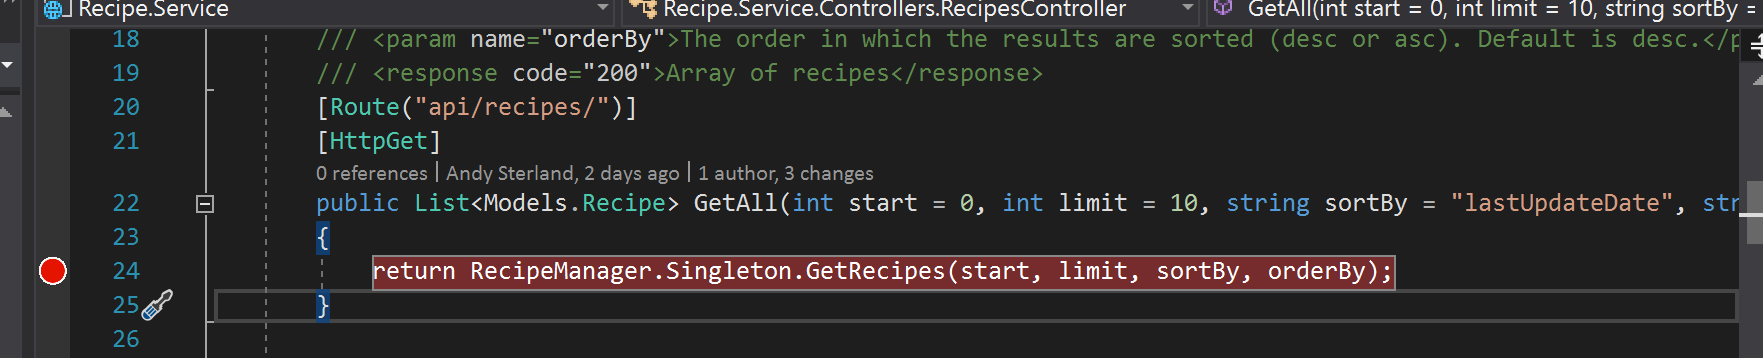 Recipe.Service Recipe.Service.Controllers.RecipesController GetAll(int start = 0, int limit = 10, string sortBy =
18 /// <param name="orderBy">The order in which the results are sorted (desc or asc). Default is desc.</p
19 /// <response code="200">Array of recipes</response>
20 [Route("api/recipes/")]
21 [HttpGet]
0 references | Andy Sterland, 2 days ago | 1 author, 3 changes
22 public List<Models.Recipe> GetAll(int start = 0, int limit = 10, string sortBy = "lastUpdateDate", str
23 {
24 return RecipeManager.Singleton.GetRecipes(start, limit, sortBy, orderBy);
25 }
26